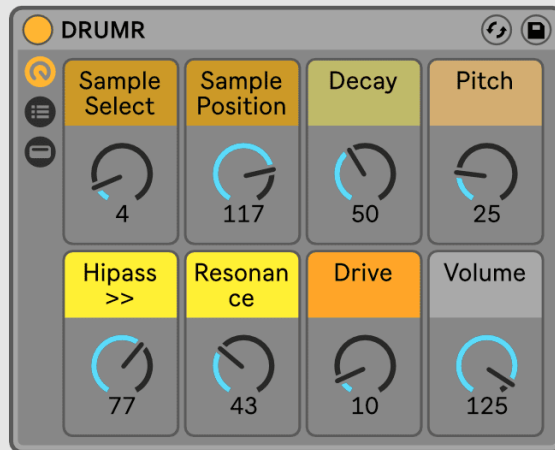 DRUMR
Sample
Select
4
Sample
Position
117
Decay
50
Pitch
25
Hipass
>>
77
Resonan
ce
43
Drive
10
Volume
125